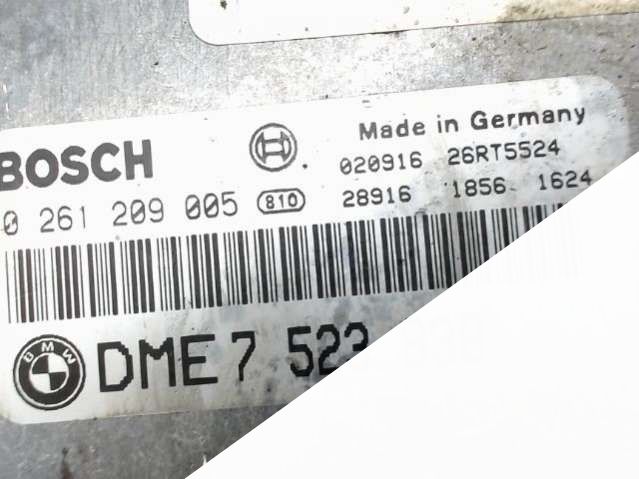 BOSCH
Made in Germany
020916 26RT5524
0 261 209 005 810 28916 1856 1624
BMW DME 7 523